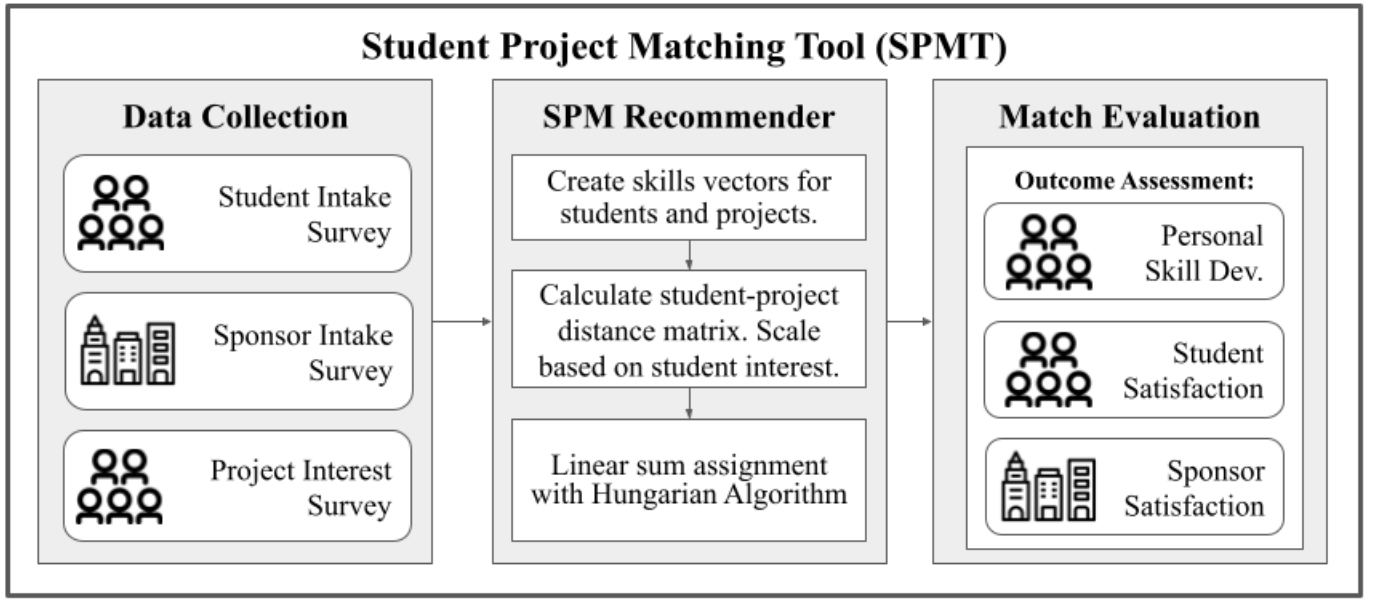 Student Project Matching Tool (SPMT)
Data Collection
Student Intake
Survey
Sponsor Intake
Survey
Project Interest
Survey
SPM Recommender
Create skills vectors for
students and projects.
Calculate student-project
distance matrix. Scale
based on student interest.
Linear sum assignment
with Hungarian Algorithm
Match Evaluation
Outcome Assessment:
Personal
Skill Dev.
Student
Satisfaction
Sponsor
Satisfaction